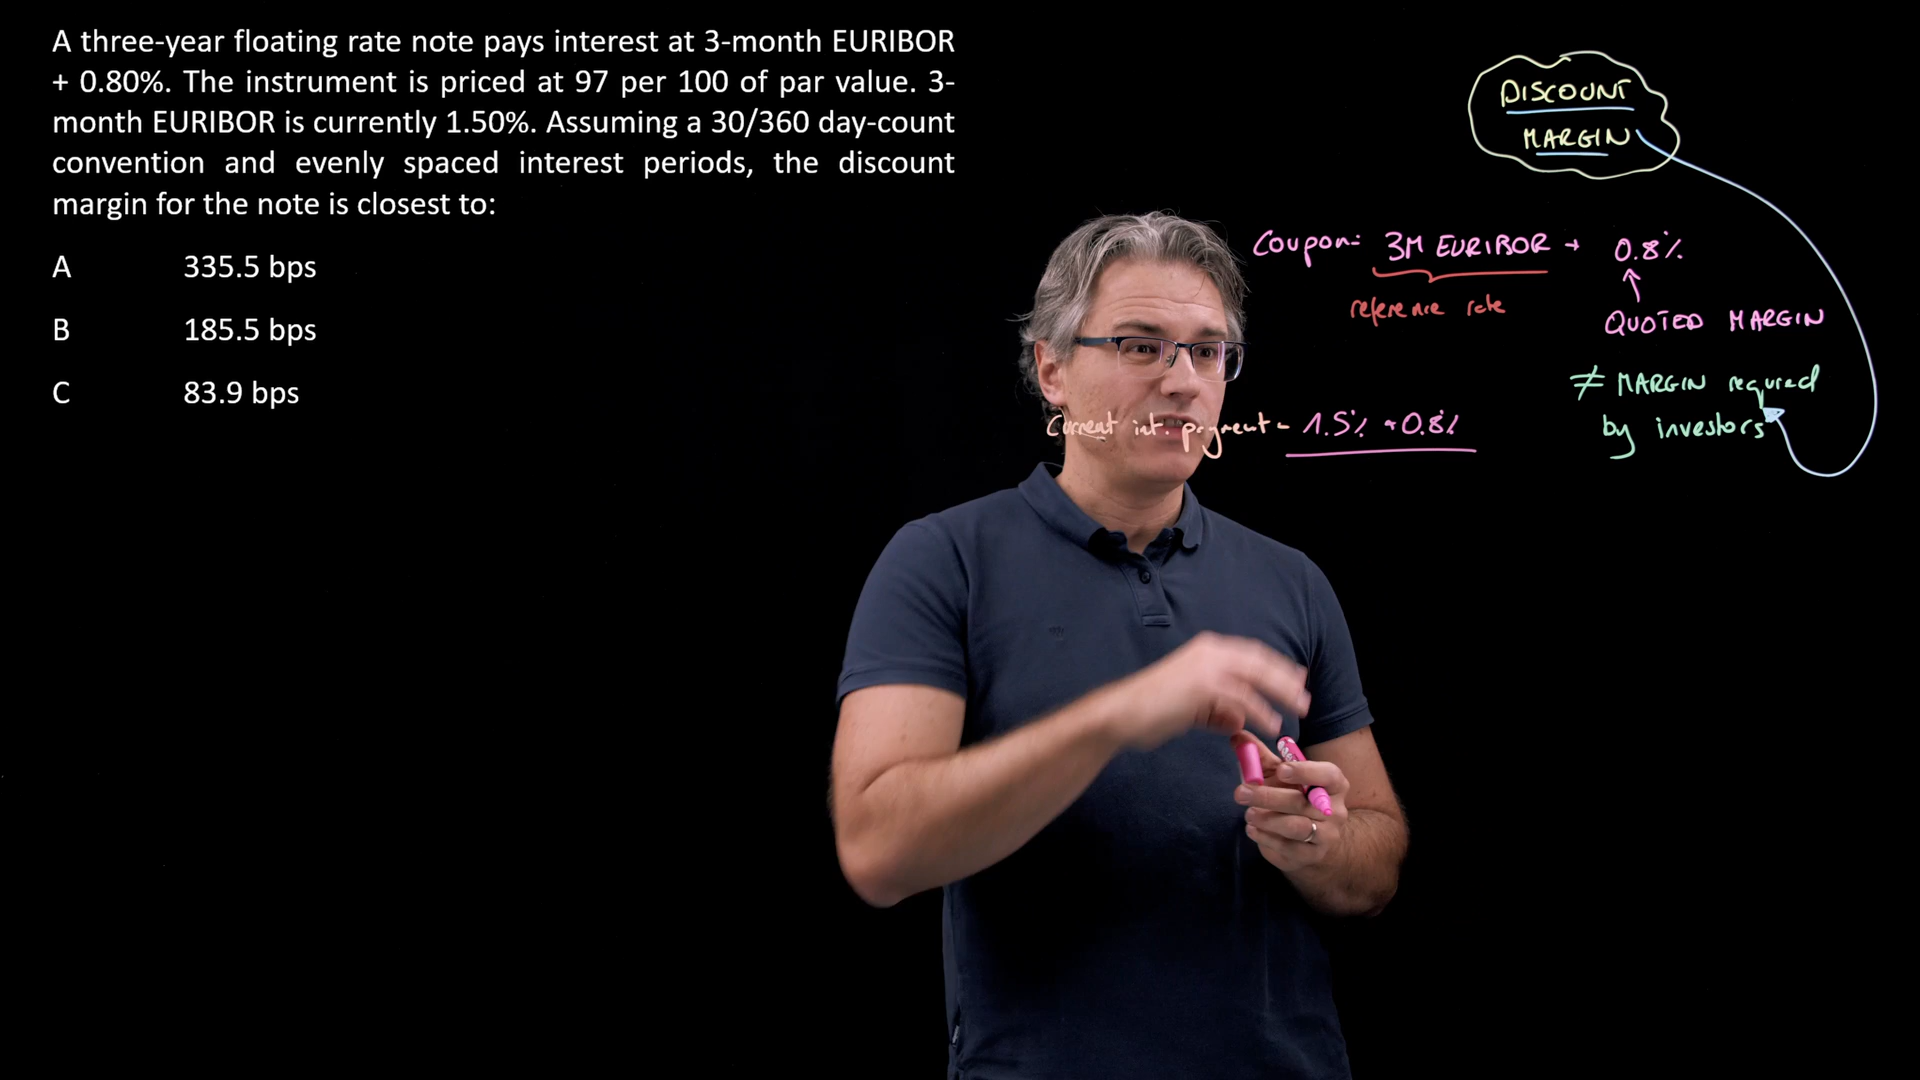 A three-year floating rate note pays interest at 3-month EURIBOR
+ 0.80%. The instrument is priced at 97 per 100 of par value. 3-
month EURIBOR is currently 1.50%. Assuming a 30/360 day-count
convention and evenly spaced interest periods, the discount
margin for the note is closest to:
A 335.5 bps
B 185.5 bps
C 83.9 bps
DISCOUNT
MARGIN
Coupon= 3M EURIBOR + 0.8%
reference rate
QUOTED MARGIN
≠ MARGIN required
by investors
Current int. payment = 1.5% + 0.8%